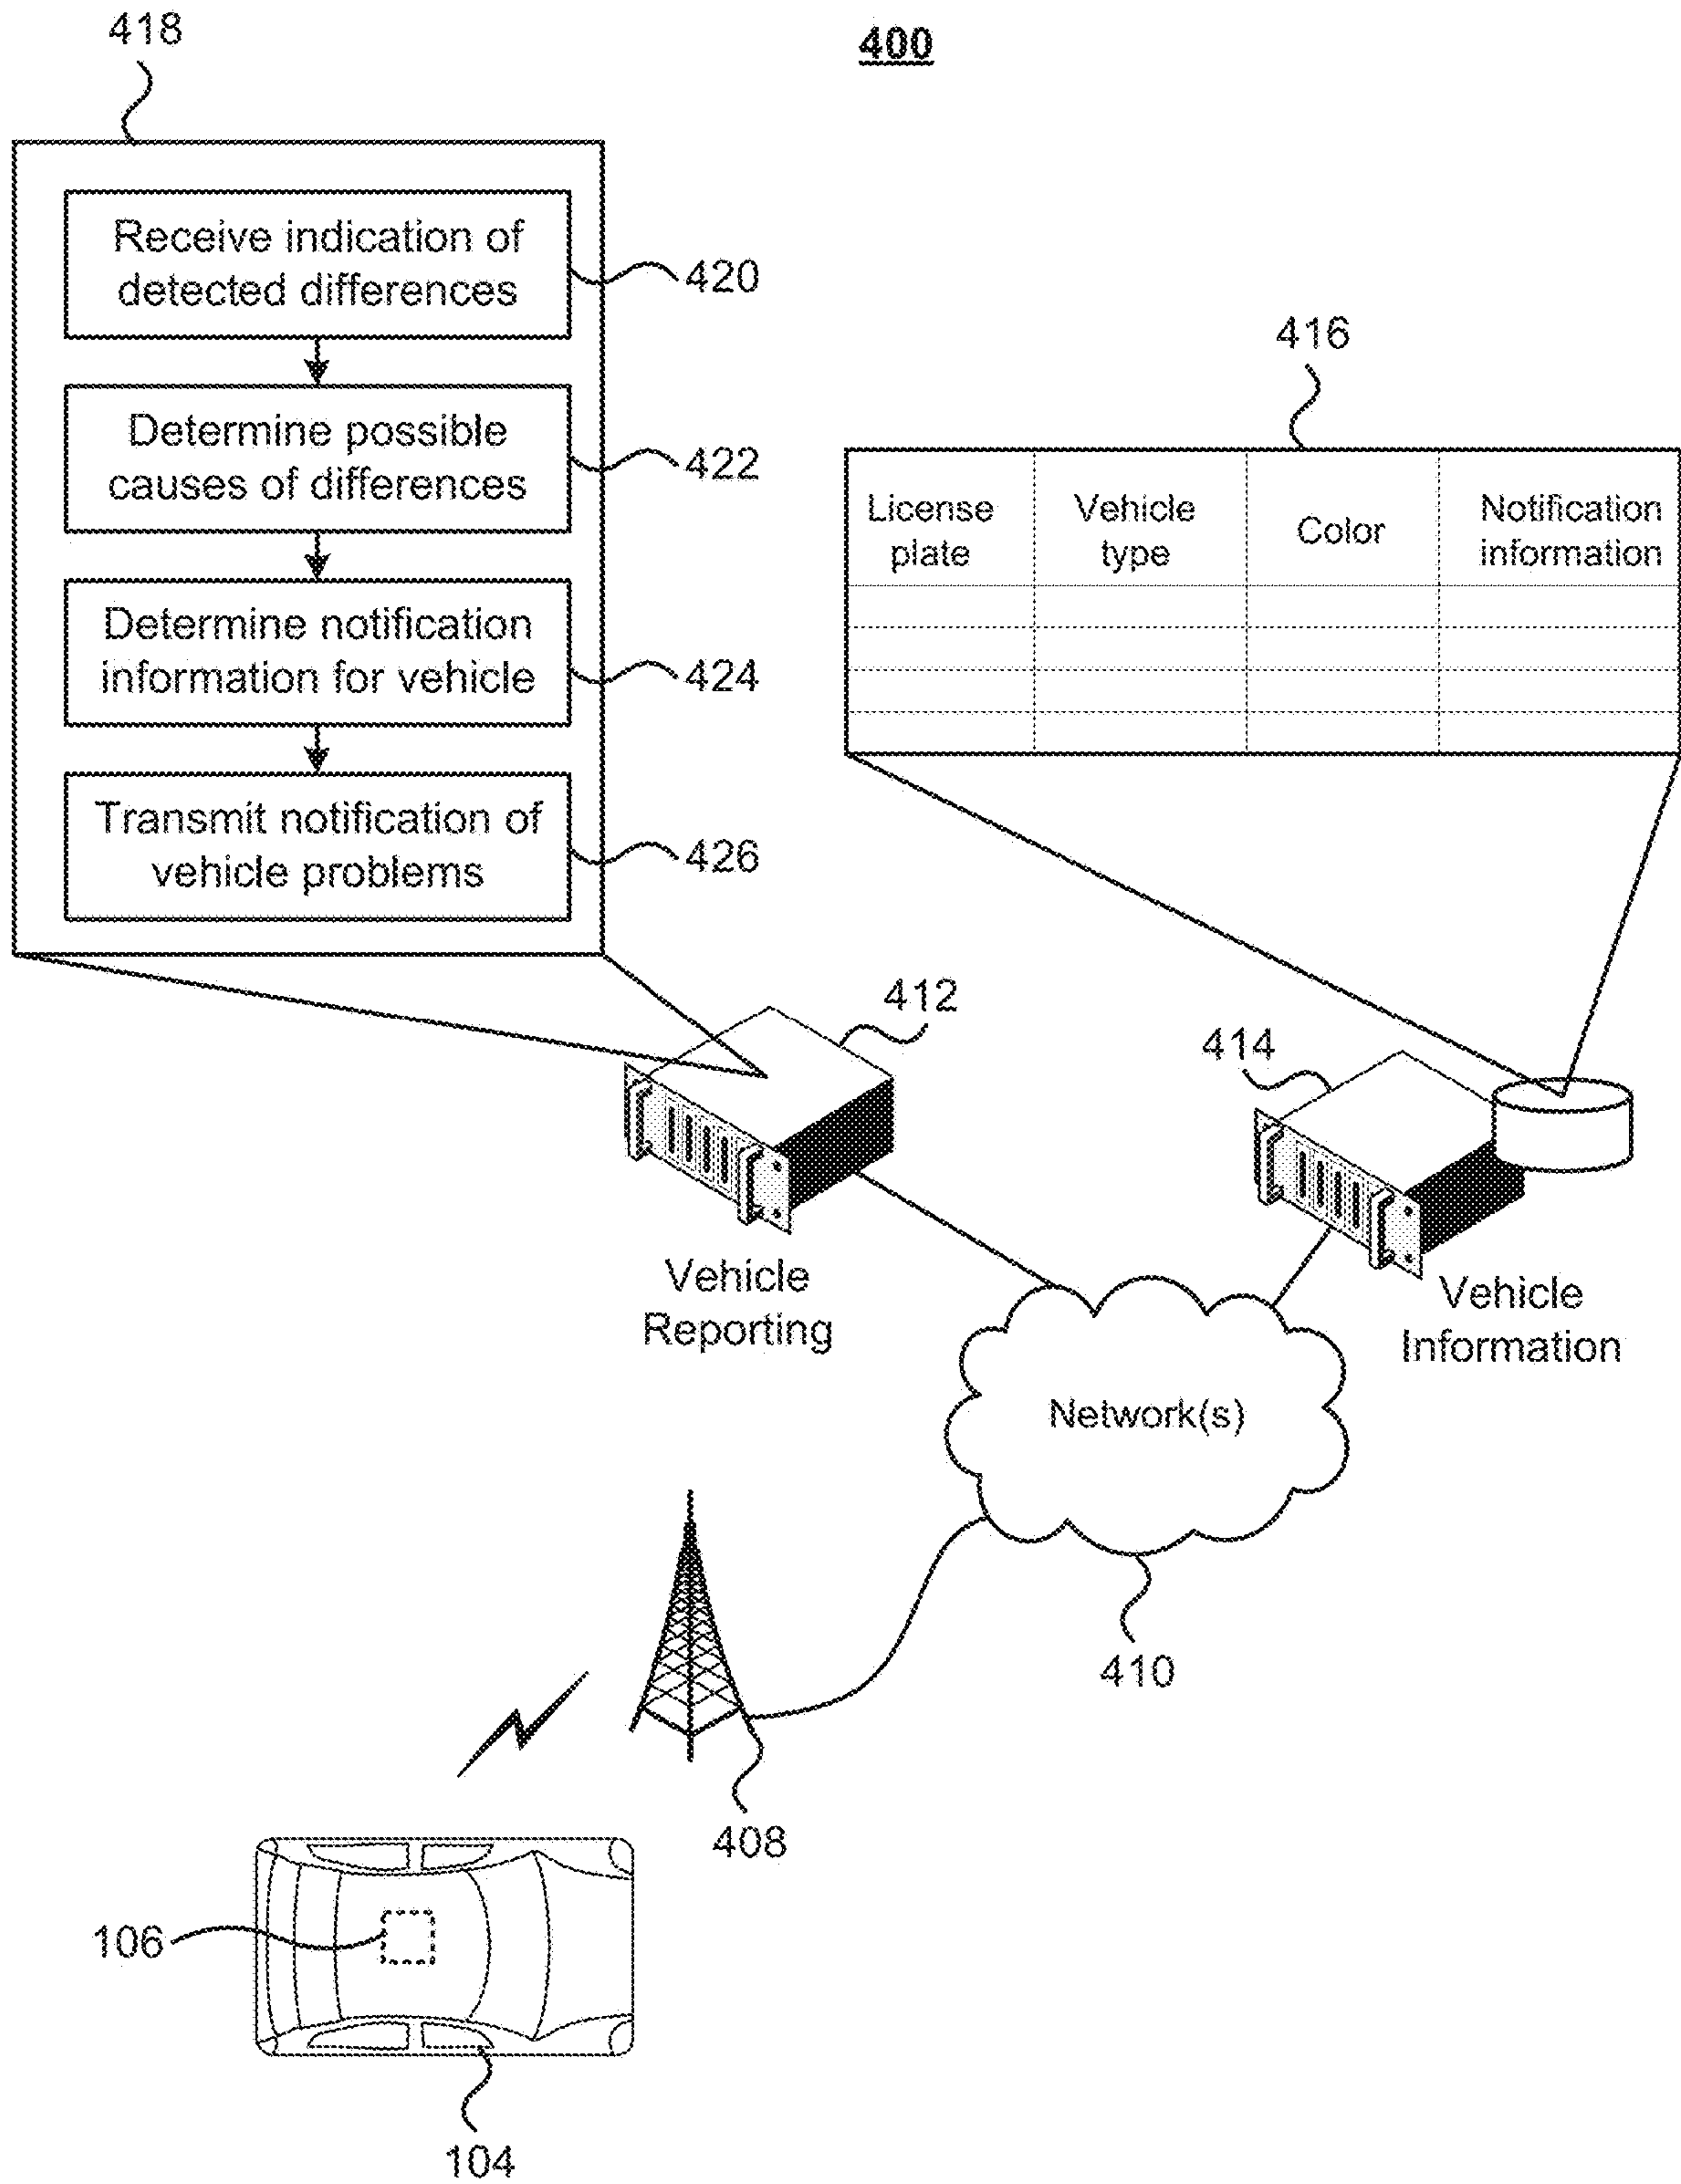 418
400
Receive indication of
detected differences
420
Determine possible
causes of differences
422
Determine notification
information for vehicle
424
Transmit notification of
vehicle problems
426
416
License
plate
Vehicle
type
Color
Notification
information
412
414
Vehicle
Reporting
Vehicle
Information
Network(s)
410
408
106
104